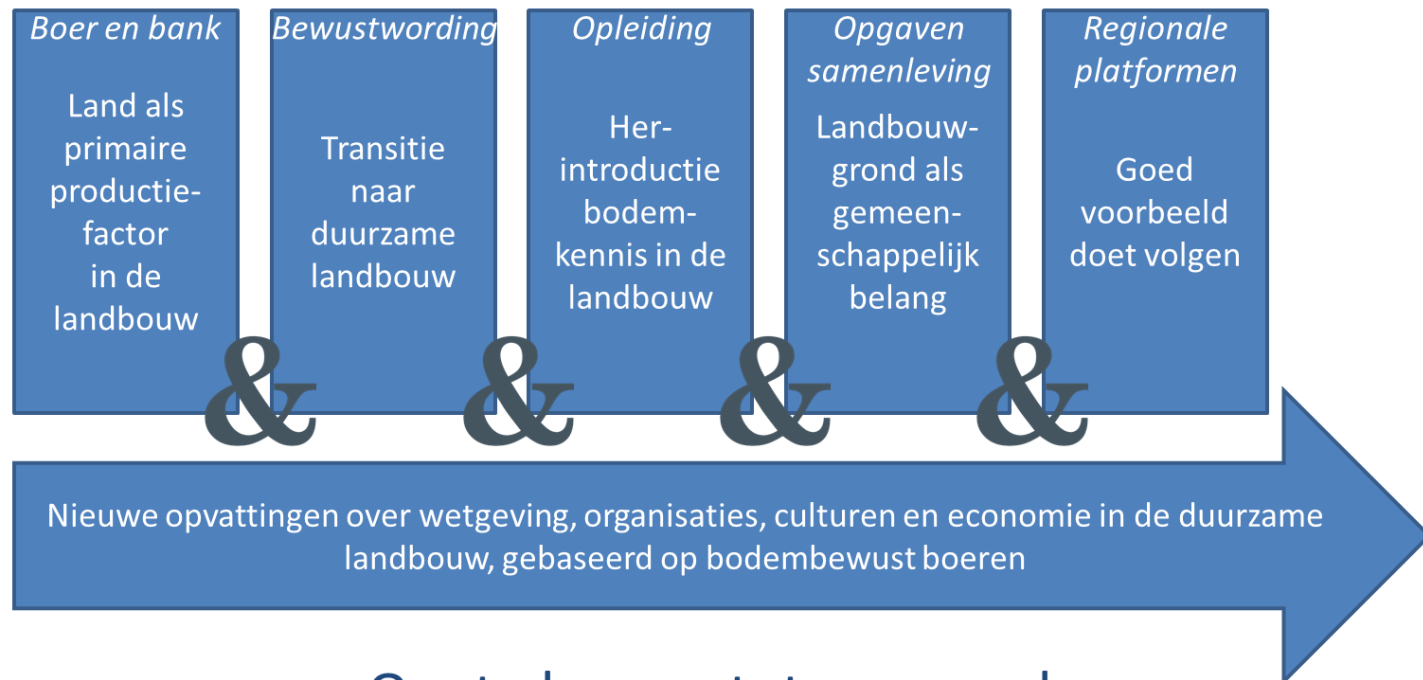 Boer en bank
Land als
primaire
productie-
factor
in de
landbouw
Bewustwording
Transitie
naar
duurzame
landbouw
Opleiding
Her-
introductie
bodem-
kennis in de
landbouw
Opgaven
samenleving
Landbouw-
grond als
gemeen-
schappelijk
belang
Regionale
platformen
Goed
voorbeeld
doet volgen
& & & &
Nieuwe opvattingen over wetgeving, organisaties, culturen en economie in de duurzame
landbouw, gebaseerd op bodembewust boeren